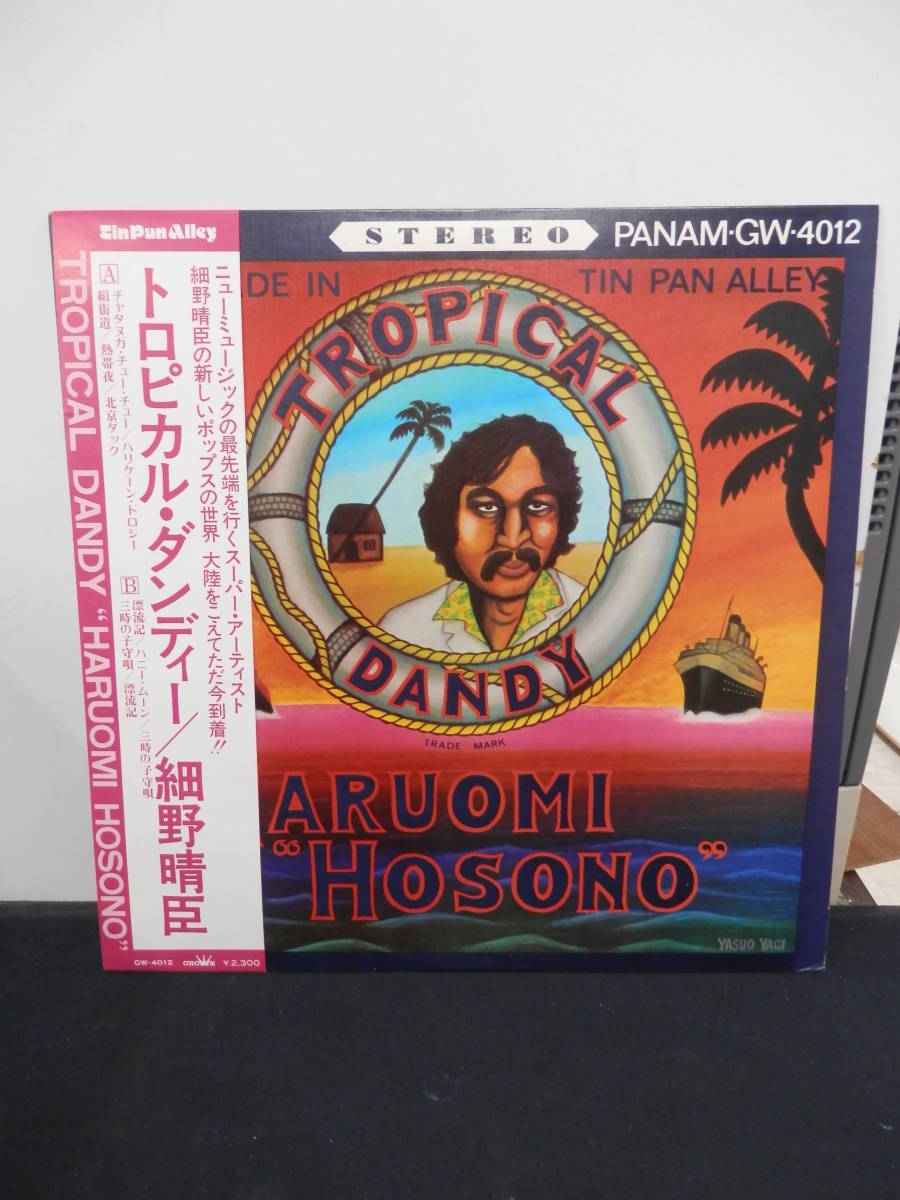 Tin Pan Alley
ニューミュージックの最先端を行くスーパー・アーティスト
細野晴臣の新しいポップスの世界 大陸をこえてただ今到着!!
トロピカル・ダンディー/細野晴臣
A
チャタヌガ・チュー・チュー/ハリケーン・ドロシー
絹街道/熱帯夜/北京ダック
B
漂流記/ハニー・ムーン/三時の子守唄
三時の子守唄/漂流記
TROPICAL DANDY "HARUOMI HOSONO"
GW-4012 CROWN ¥2,300
STEREO
PANAM・GW・4012
DE IN TIN PAN ALLEY
TROPICAL
DANDY
TRADE MARK
ARUOMI
"HOSONO"
YASUO YAGI